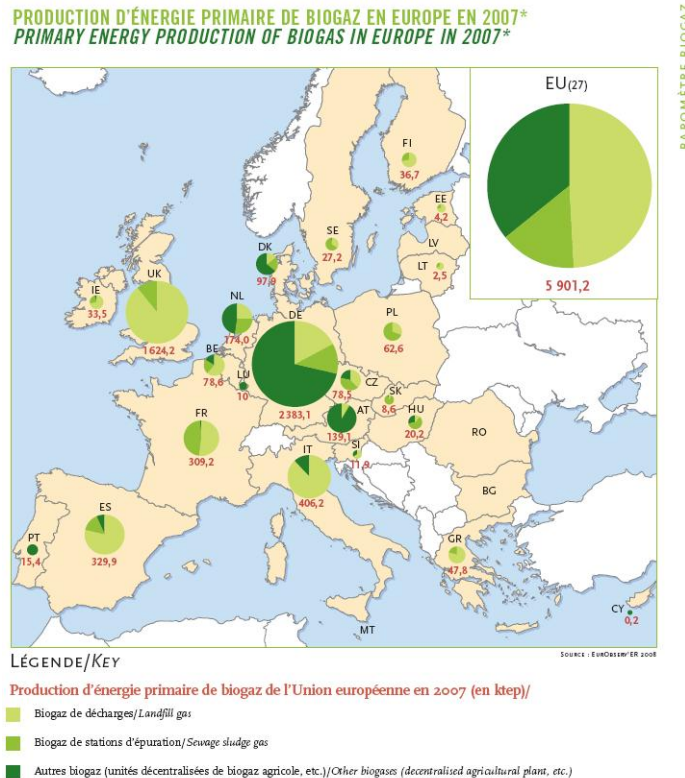 PRODUCTION D'ÉNERGIE PRIMAIRE DE BIOGAZ EN EUROPE EN 2007*
PRIMARY ENERGY PRODUCTION OF BIOGAS IN EUROPE IN 2007*
BAROMÈTRE BIOGAZ
EU(27)
5 901,2
FI
36,7
EE
4,2
SE
27,2
LV
DK
97,9
LT
2,5
IE
33,5
UK
1 624,2
NL
174,0
DE
2 383,1
PL
62,6
BE
78,6
LU
10
CZ
78,5
SK
8,6
AT
139,1
HU
20,2
FR
309,2
SI
11,9
RO
IT
406,2
BG
ES
329,9
PT
15,4
GR
47,8
CY
0,2
MT
SOURCE : EUROBSERV'ER 2008
LÉGENDE/KEY
Production d'énergie primaire de biogaz de l'Union européenne en 2007 (en ktep)/
Biogaz de décharges/Landfill gas
Biogaz de stations d'épuration/Sewage sludge gas
Autres biogaz (unités décentralisées de biogaz agricole, etc.)/Other biogases (decentralised agricultural plant, etc.)